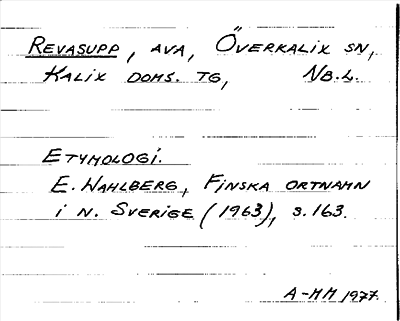 REVASUPP, AVA, ÖVERKALIX SN,
KALIX DOMS. TG, NB.L.
ETYMOLOGI.
E. WAHLBERG, FINSKA ORTNAMN
I N. SVERIGE (1963), S.163.
A-MM 1977.